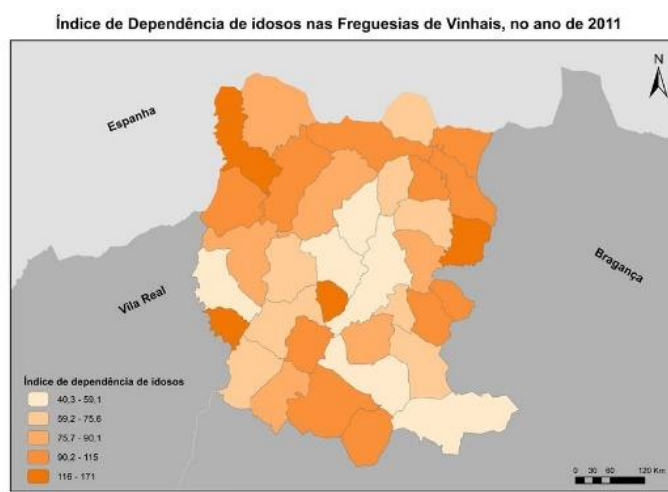 Índice de Dependência de idosos nas Freguesias de Vinhais, no ano de 2011
N
Espanha
Bragança
Vila Real
Índice de dependência de idosos
40,3 - 59,1
59,2 - 75,6
75,7 - 90,1
90,2 - 115
116 - 171
0 30 60 120 Km